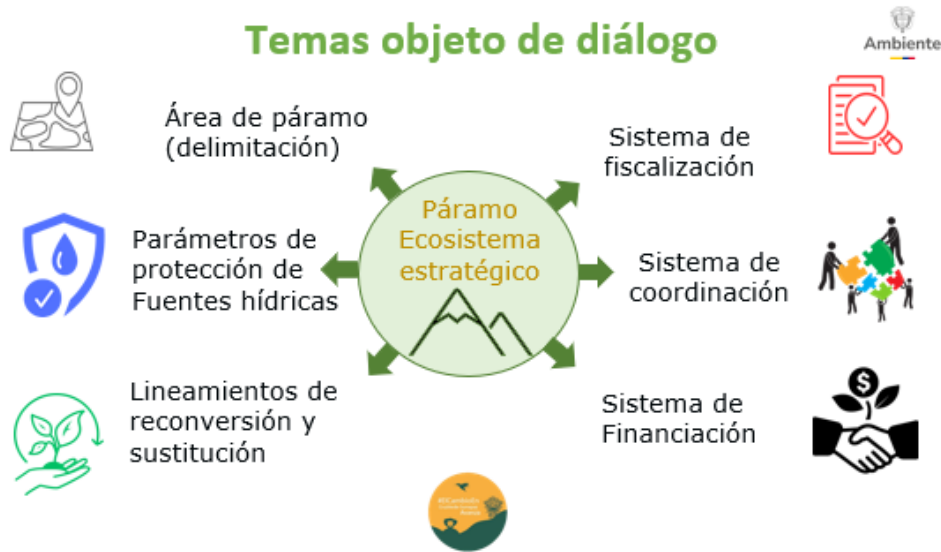 Temas objeto de diálogo
Ambiente
Área de páramo
(delimitación)
Parámetros de
protección de
Fuentes hídricas
Lineamientos de
reconversión y
sustitución
Páramo
Ecosistema
estratégico
Sistema de
fiscalización
Sistema de
coordinación
Sistema de
Financiación
$